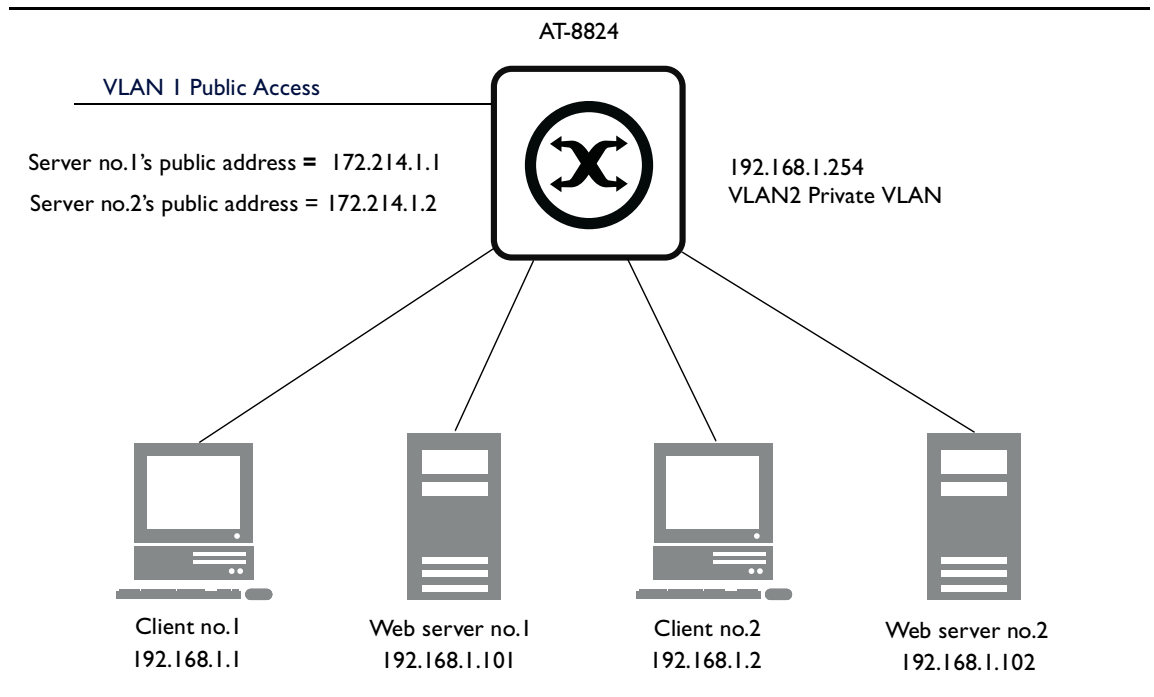 AT-8824
VLAN 1 Public Access
Server no.1's public address = 172.214.1.1
Server no.2's public address = 172.214.1.2
192.168.1.254
VLAN2 Private VLAN
Client no.1
192.168.1.1
Web server no.1
192.168.1.101
Client no.2
192.168.1.2
Web server no.2
192.168.1.102